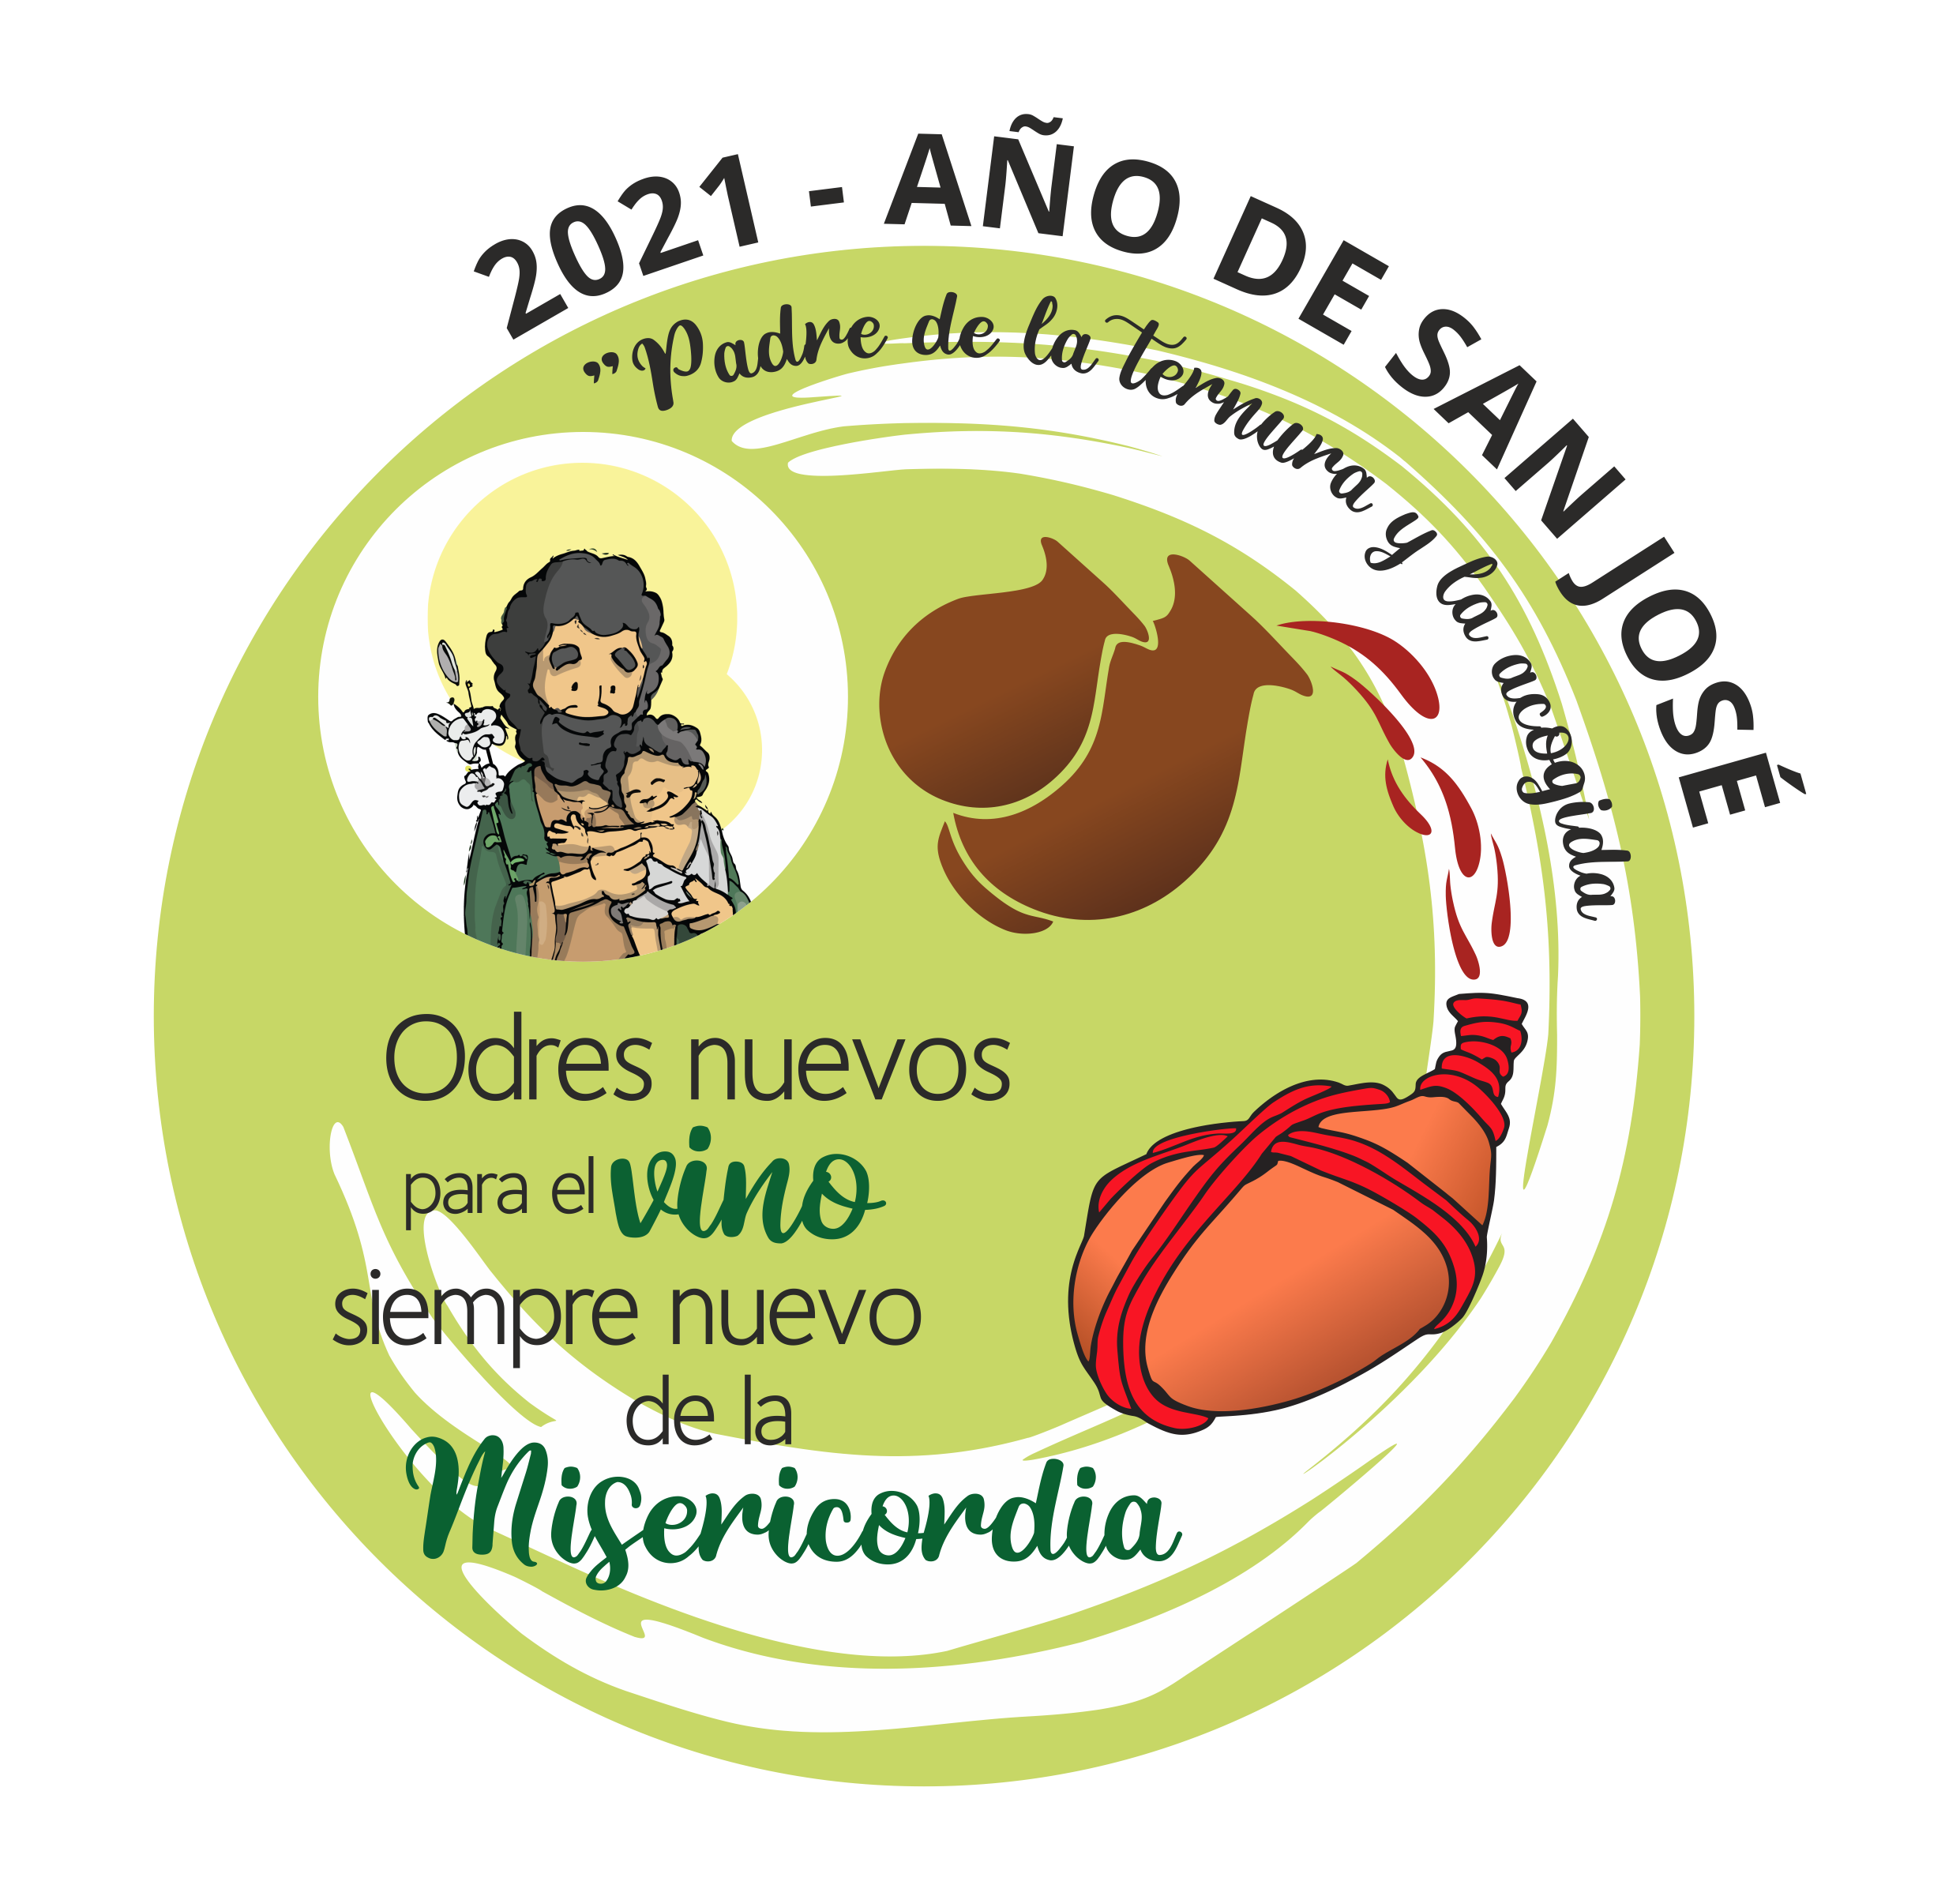 2021 - AÑO DE SAN JOSÉ
,,Padre de la ternura y la acogida
Odres nuevos
para el vino
siempre nuevo
de la
Misericordia